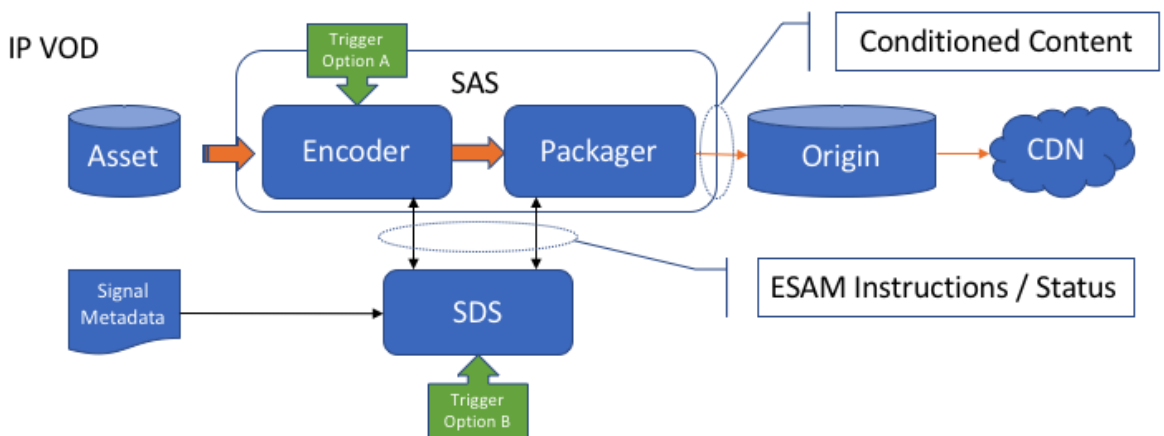 IP VOD
Trigger
Option A
SAS
Conditioned Content
Asset
Encoder
Packager
Origin
CDN
Signal
Metadata
SDS
ESAM Instructions / Status
Trigger
Option B